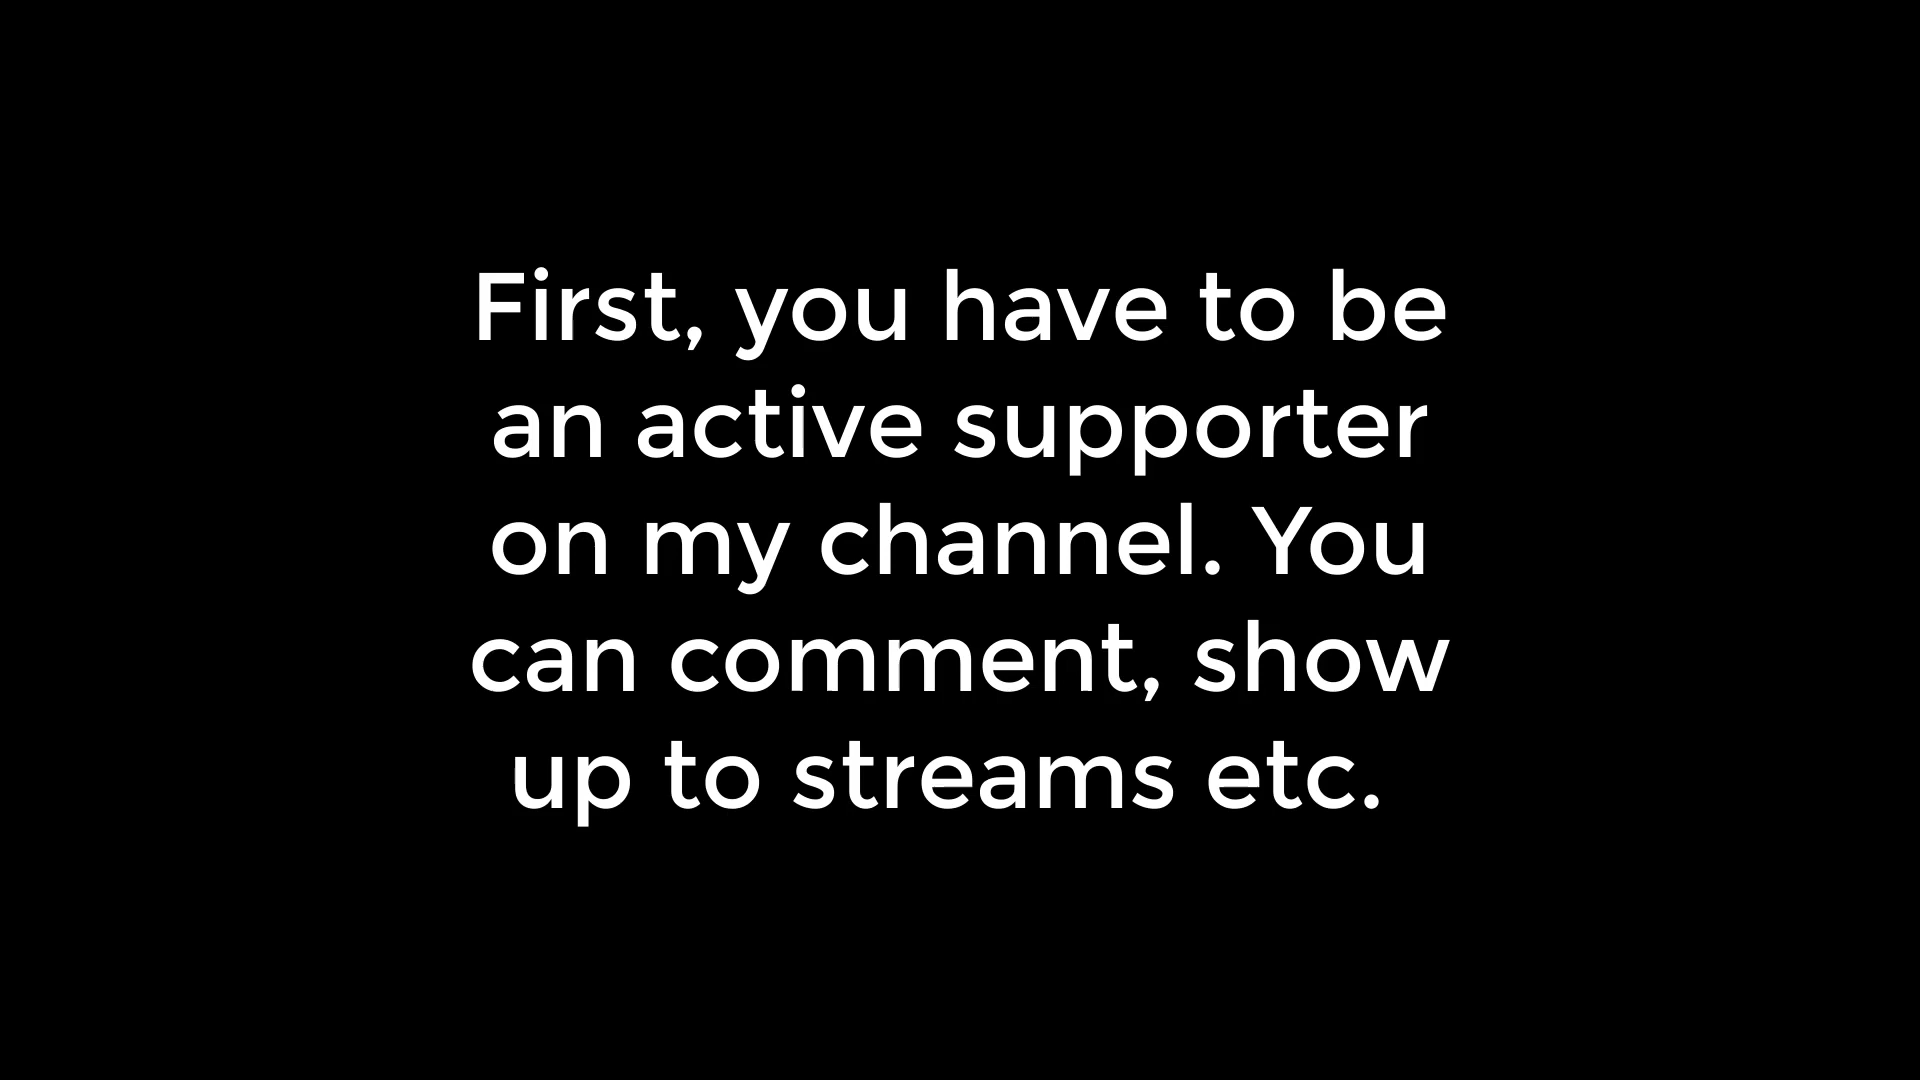 First, you have to be
an active supporter
on my channel. You
can comment, show
up to streams etc.